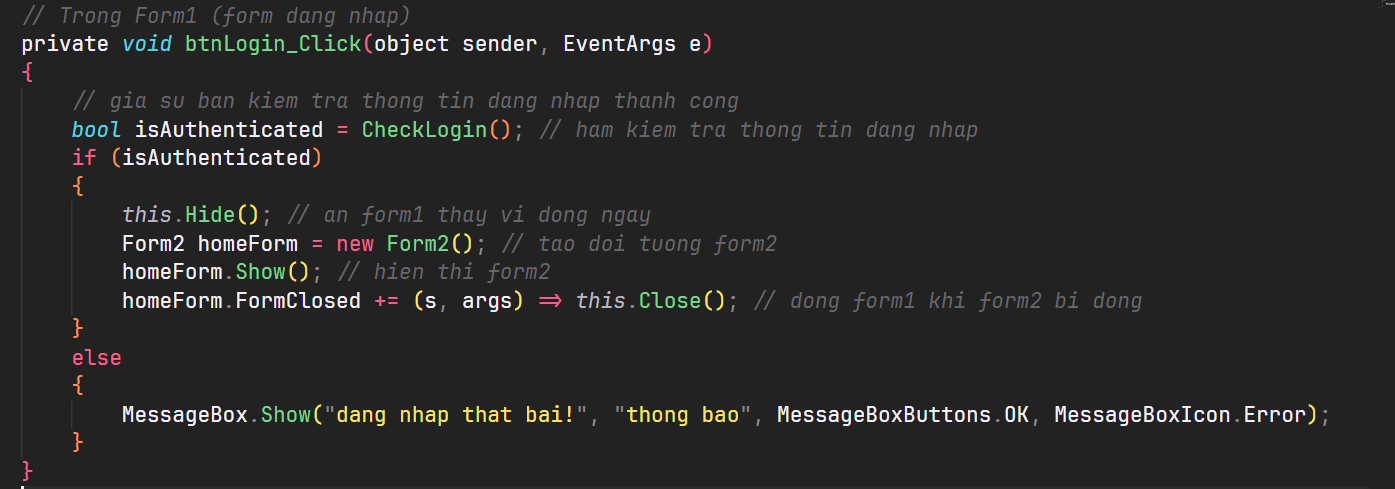 // Trong Form1 (form dang nhap)
private void btnLogin_Click(object sender, EventArgs e)
{
    // gia su ban kiem tra thong tin dang nhap thanh cong
    bool isAuthenticated = CheckLogin(); // ham kiem tra thong tin dang nhap
    if (isAuthenticated)
    {
        this.Hide(); // an form1 thay vi dong ngay
        Form2 homeForm = new Form2(); // tao doi tuong form2
        homeForm.Show(); // hien thi form2
        homeForm.FormClosed += (s, args) => this.Close(); // dong form1 khi form2 bi dong
    }
    else
    {
        MessageBox.Show("dang nhap that bai!", "thong bao", MessageBoxButtons.OK, MessageBoxIcon.Error);
    }
}